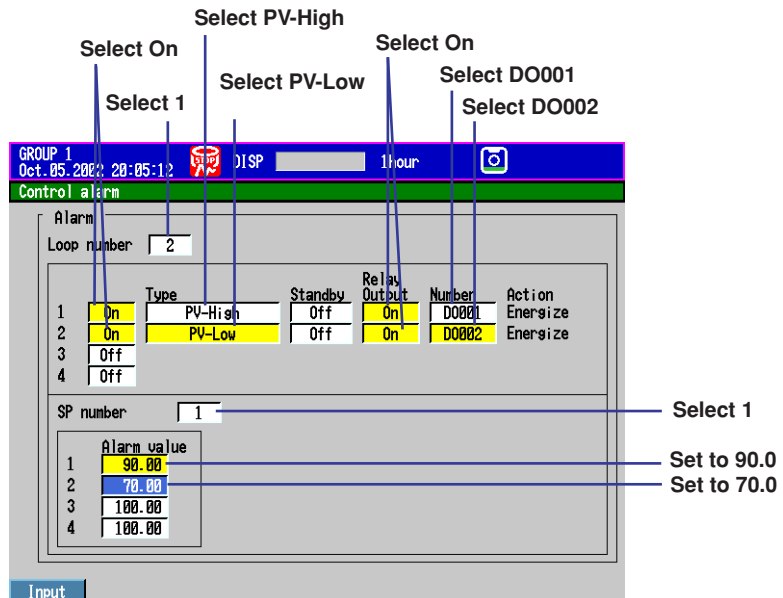 Select PV-High
Select On
Select On
Select PV-Low
Select DO001
Select 1
Select DO002
GROUP 1
Oct.05.2002 20:05:12
STOP
DISP
1hour
Control alarm
Alarm
Loop number 2
Type Standby Relay Output Number Action
1 On PV-High Off On DO001 Energize
2 On PV-Low Off On DO002 Energize
3 Off
4 Off
SP number 1
Select 1
Alarm value
1 90.00
Set to 90.0
2 70.00
Set to 70.0
3 100.00
4 100.00
Input